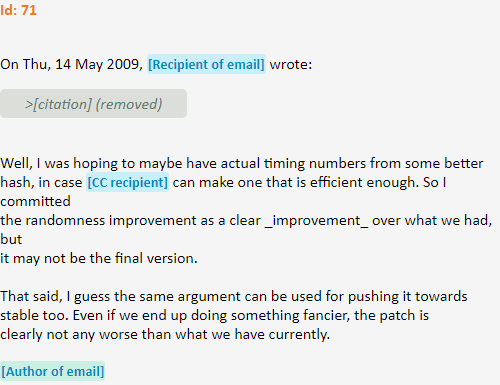 Id: 71
On Thu, 14 May 2009, [Recipient of email] wrote:
>[citation] (removed)
Well, I was hoping to maybe have actual timing numbers from some better
hash, in case [CC recipient] can make one that is efficient enough. So I
committed
the randomness improvement as a clear _improvement_ over what we had,
but
it may not be the final version.
That said, I guess the same argument can be used for pushing it towards
stable too. Even if we end up doing something fancier, the patch is
clearly not any worse than what we have currently.
[Author of email]